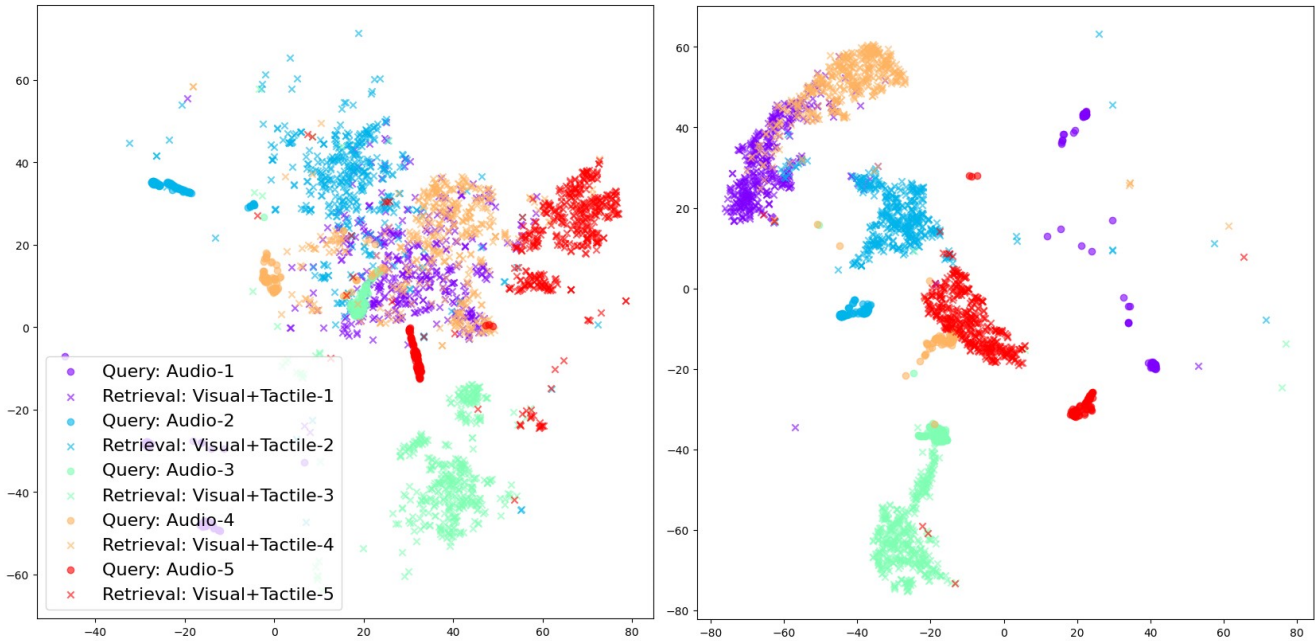 60
40
20
0
−20
−40
−60
Query: Audio-1
Retrieval: Visual+Tactile-1
Query: Audio-2
Retrieval: Visual+Tactile-2
Query: Audio-3
Retrieval: Visual+Tactile-3
Query: Audio-4
Retrieval: Visual+Tactile-4
Query: Audio-5
Retrieval: Visual+Tactile-5
−40 −20 0 20 40 60 80
60
40
20
0
−20
−40
−60
−80
−80 −60 −40 −20 0 20 40 60 80